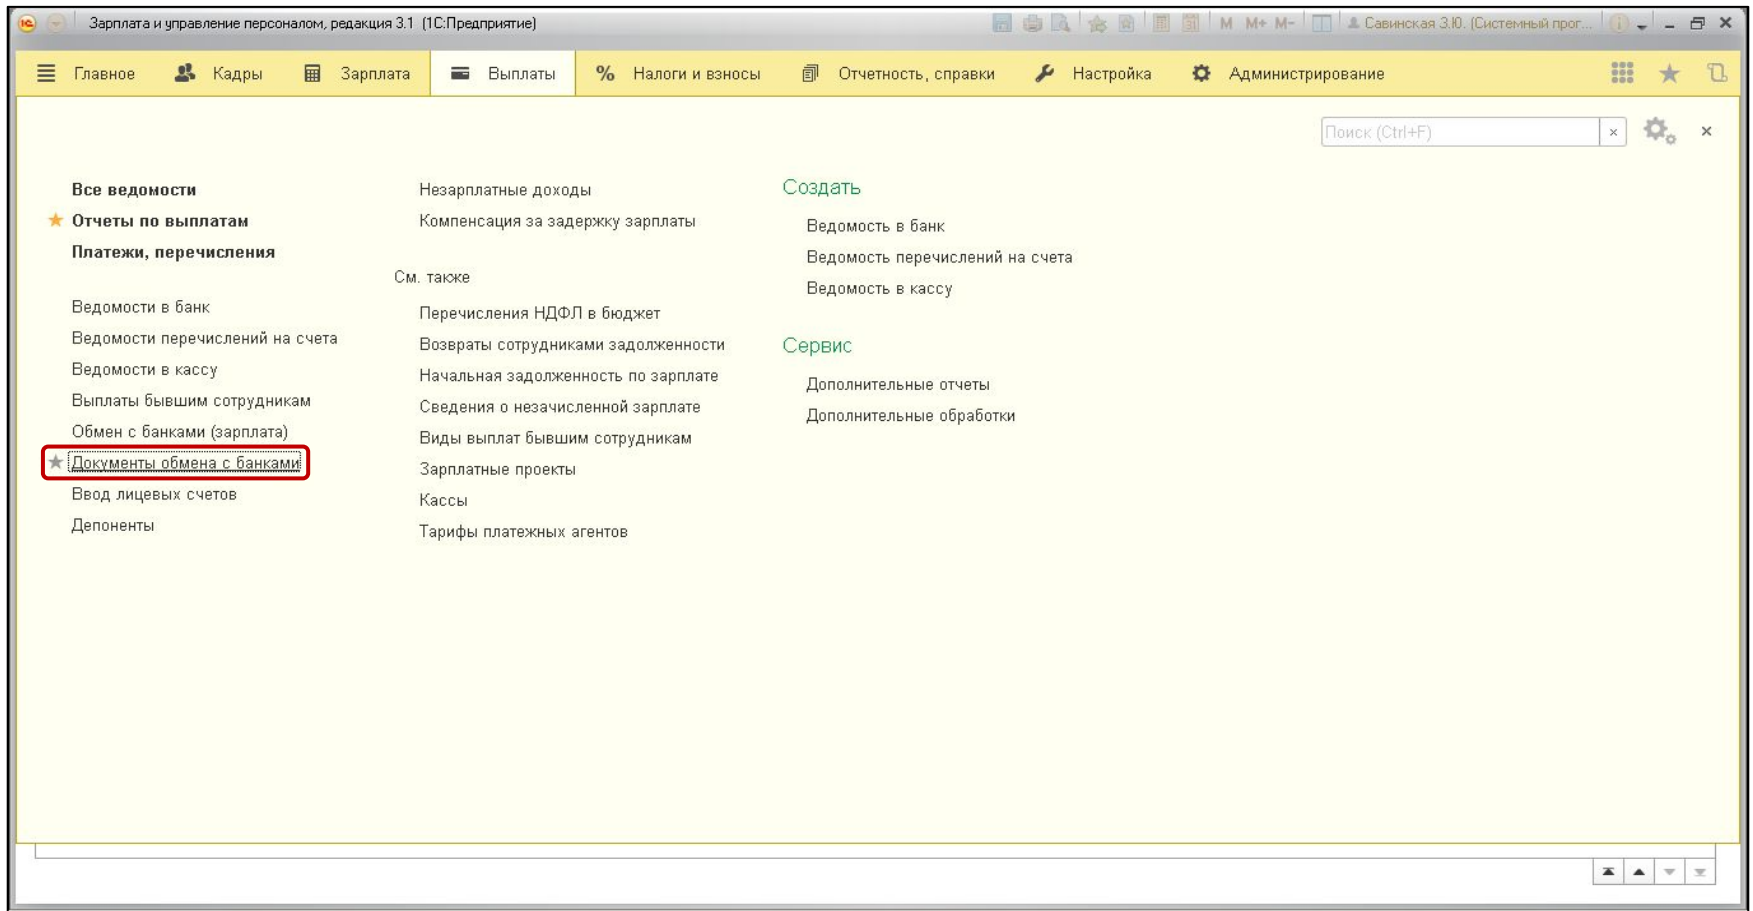 Зарплата и управление персоналом, редакция 3.1 (1С:Предприятие)
M M+ M- Савинская З.Ю. (Системный прог...
Главное Кадры Зарплата Выплаты % Налоги и взносы Отчетность, справки Настройка Администрирование
Поиск (Ctrl+F)
Все ведомости
Отчеты по выплатам
Платежи, перечисления
Ведомости в банк
Ведомости перечислений на счета
Ведомости в кассу
Выплаты бывшим сотрудникам
Обмен с банками (зарплата)
Документы обмена с банками
Ввод лицевых счетов
Депоненты
Незарплатные доходы
Компенсация за задержку зарплаты
См. также
Перечисления НДФЛ в бюджет
Возвраты сотрудниками задолженности
Начальная задолженность по зарплате
Сведения о незачисленной зарплате
Виды выплат бывшим сотрудникам
Зарплатные проекты
Кассы
Тарифы платежных агентов
Создать
Ведомость в банк
Ведомость перечислений на счета
Ведомость в кассу
Сервис
Дополнительные отчеты
Дополнительные обработки